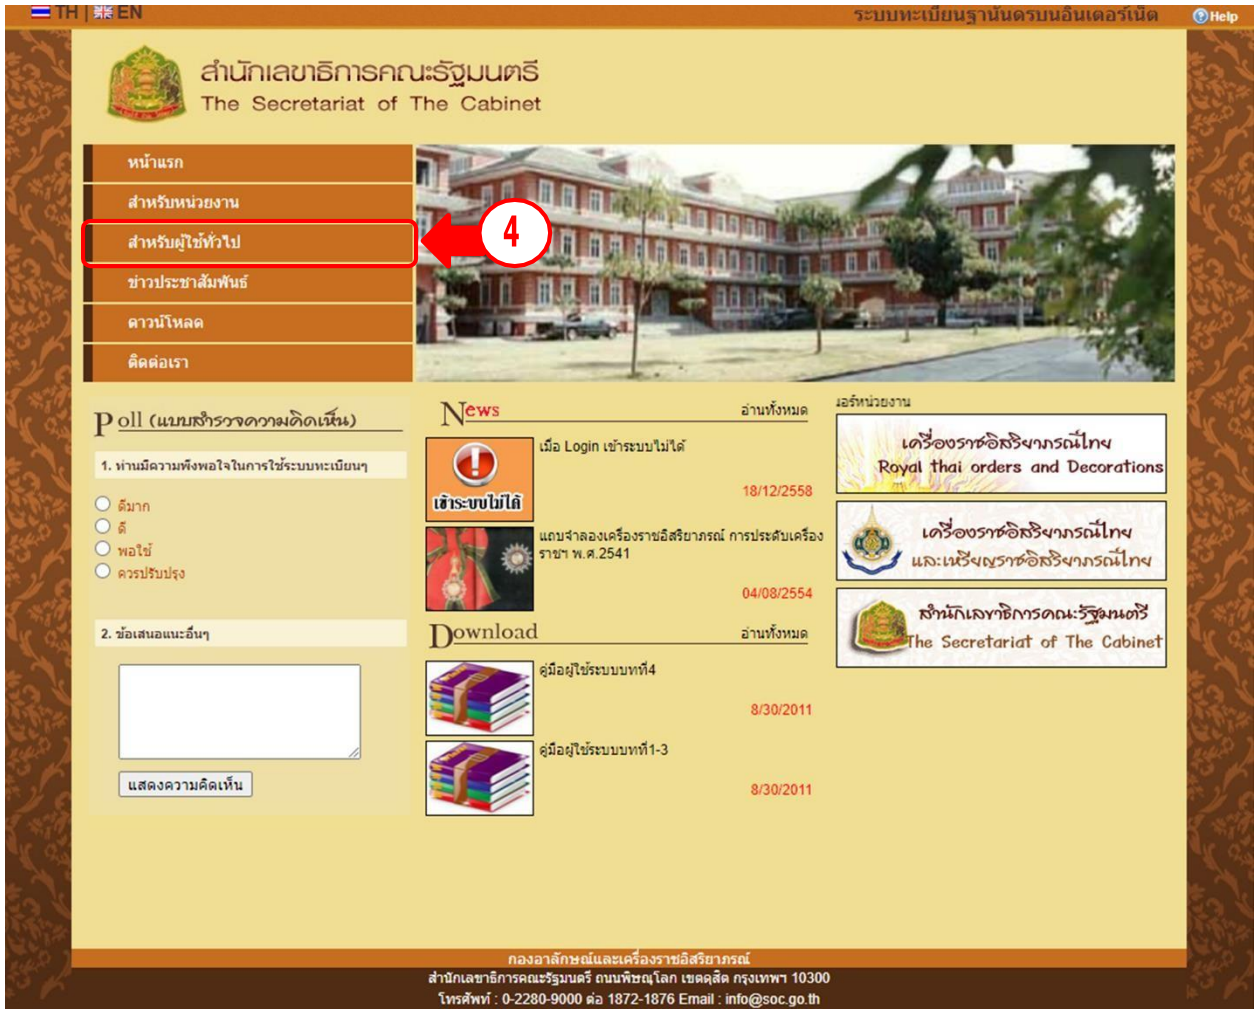 TH | EN
ระบบทะเบียนฐานันดรบนอินเตอร์เน็ต
Help
สำนักเลขาธิการคณะรัฐมนตรี
The Secretariat of The Cabinet
หน้าแรก
สำหรับหน่วยงาน
สำหรับผู้ใช้ทั่วไป
4
ข่าวประชาสัมพันธ์
ดาวน์โหลด
ติดต่อเรา
Poll (แบบสำรวจความคิดเห็น)
1. ท่านมีความพึงพอใจในการใช้ระบบทะเบียนฯ
ดีมาก
ดี
พอใช้
ควรปรับปรุง
2. ข้อเสนอแนะอื่นๆ
แสดงความคิดเห็น
News
อ่านทั้งหมด
เข้าระบบไม่ได้
เมื่อ Login เข้าระบบไม่ได้
18/12/2558
แถบจำลองเครื่องราชอิสริยาภรณ์ การประดับเครื่อง
ราชฯ พ.ศ.2541
04/08/2554
Download
อ่านทั้งหมด
คู่มือผู้ใช้ระบบบทที่4
8/30/2011
คู่มือผู้ใช้ระบบบทที่1-3
8/30/2011
เอร์หน่วยงาน
เครื่องราชอิสริยาภรณ์ไทย
Royal thai orders and Decorations
เครื่องราชอิสริยาภรณ์ไทย
และเหรียญราชอิสริยาภรณ์ไทย
สำนักเลขาธิการคณะรัฐมนตรี
The Secretariat of The Cabinet
กองอาลักษณ์และเครื่องราชอิสริยาภรณ์
สำนักเลขาธิการคณะรัฐมนตรี ถนนพิษณุโลก เขตดุสิต กรุงเทพฯ 10300
โทรศัพท์ : 0-2280-9000 ต่อ 1872-1876 Email : info@soc.go.th